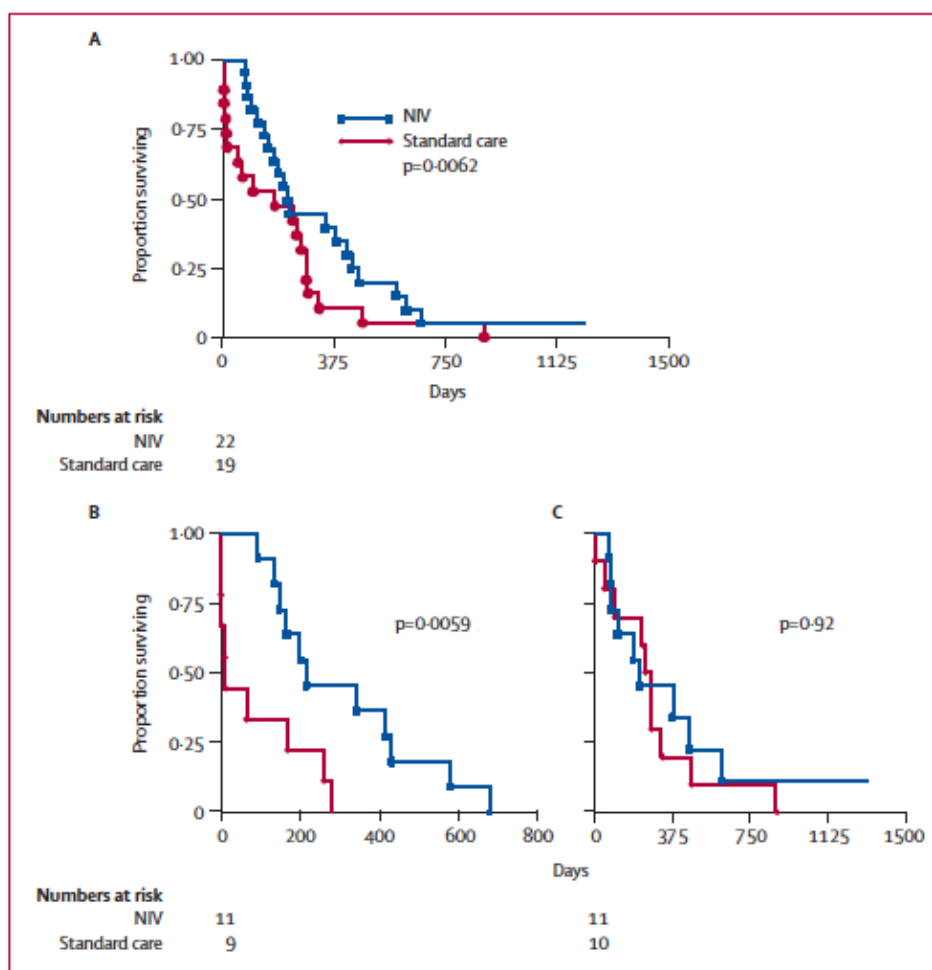 A
1·00
0·75
0·50
0·25
0
Proportion surviving
NIV
Standard care
p=0·0062
0 375 750 1125 1500
Days
Numbers at risk
NIV 22
Standard care 19
B
1·00
0·75
0·50
0·25
0
Proportion surviving
p=0·0059
0 200 400 600 800
C
p=0·92
0 375 750 1125 1500
Days
Numbers at risk
NIV 11 11
Standard care 9 10